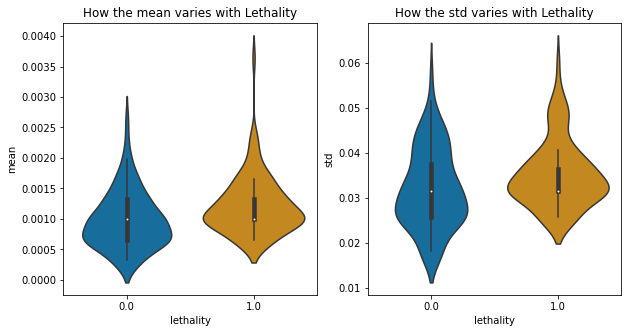 How the mean varies with Lethality
0.0040
0.0035
0.0030
0.0025
0.0020
0.0015
0.0010
0.0005
0.0000
mean
0.0 1.0
lethality
How the std varies with Lethality
0.06
0.05
0.04
0.03
0.02
0.01
std
0.0 1.0
lethality